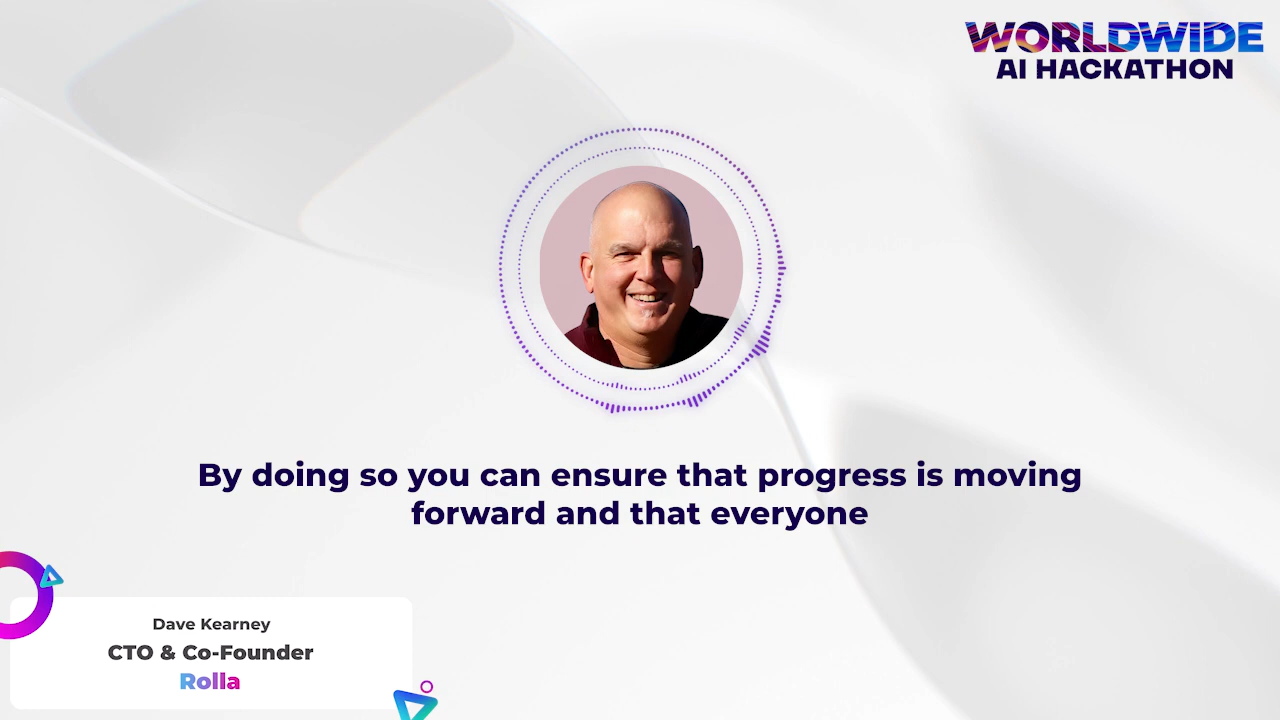 WORLDWIDE
AI HACKATHON
By doing so you can ensure that progress is moving
forward and that everyone
Dave Kearney
CTO & Co-Founder
Rolla